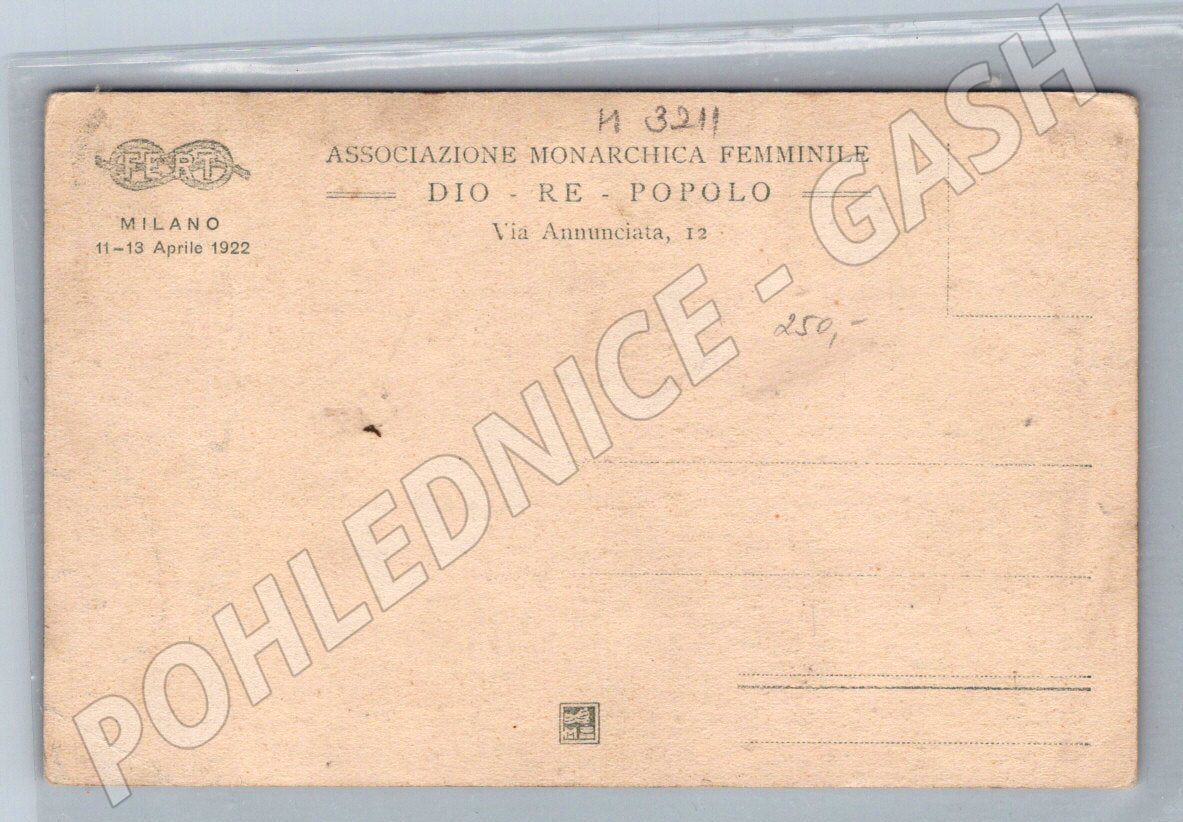 H 3211
FERT
MILANO
11-13 Aprile 1922
ASSOCIAZIONE MONARCHICA FEMMINILE
DIO - RE - POPOLO
Via Annunciata, 12
250,-
POHLEDNICE - GASH